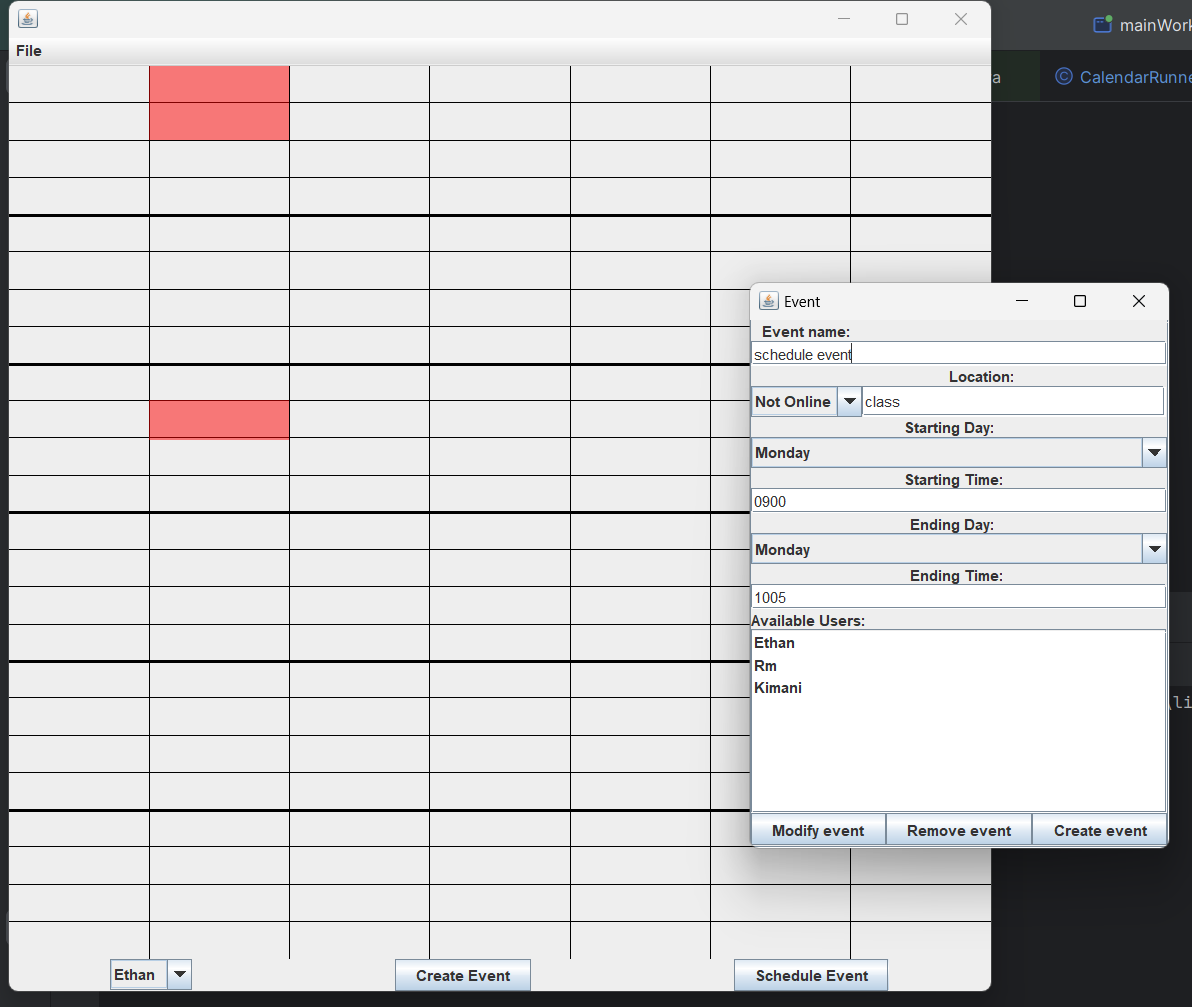 File
mainWork
a
CalendarRunne
Event
Event name:
schedule event
Location:
Not Online
class
Starting Day:
Monday
Starting Time:
0900
Ending Day:
Monday
Ending Time:
1005
Available Users:
Ethan
Rm
Kimani
\li
Modify event
Remove event
Create event
Ethan
Create Event
Schedule Event